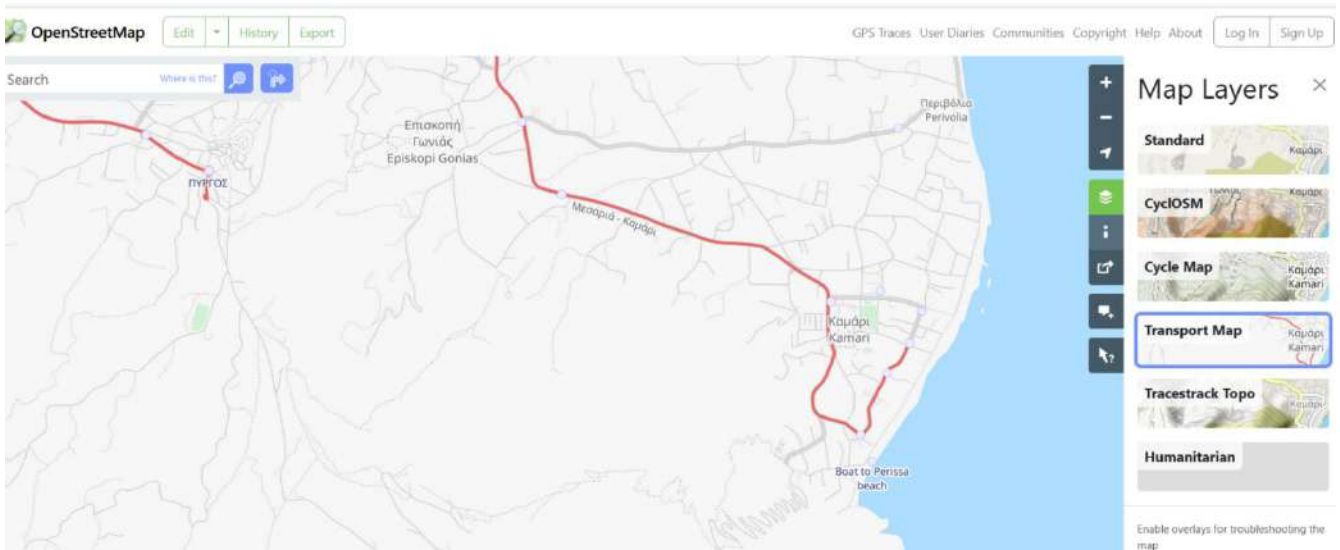 OpenStreetMap
Edit
History
Export
GPS Traces User Diaries Communities Copyright Help About
Log In
Sign Up
Search
Where is this?
Map Layers
Standard
Καμάρι
CyclOSM
Καμάρι
Cycle Map
Καμάρι
Kamari
Transport Map
Καμάρι
Kamari
Tracestrack Topo
Καμάρι
Humanitarian
Enable overlays for troubleshooting the
map
Περιβόλια
Perivolia
Επισκοπή
Γωνιάς
Episkopi Gonias
ΠΥΡΓΟΣ
Μεσαριά - Καμάρι
Καμάρι
Kamari
Boat to Perissa
beach